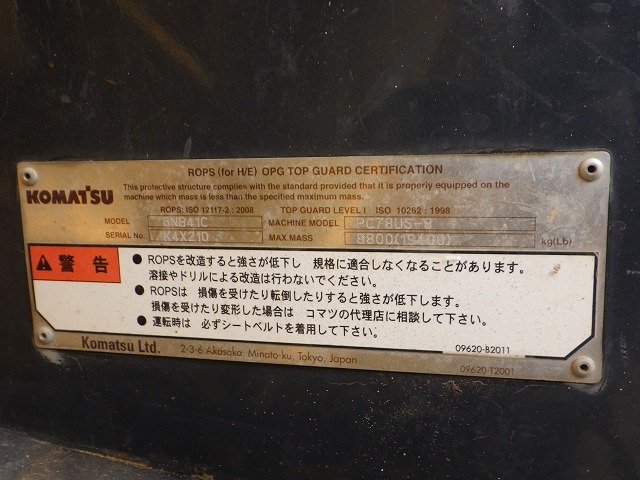 ROPS (for H/E) OPG TOP GUARD CERTIFICATION
KOMATSU
This protective structure complies with the standard provided that it is properly equipped on the
machine which mass is less than the specified maximum mass.
ROPS: ISO 12117-2 : 2008 TOP GUARD LEVEL I ISO 10262 : 1998
MODEL GNB41C MACHINE MODEL PC78US-
SERIAL No. K4X210 MAX.MASS kg(Lb)
警告
● ROPSを改造すると強さが低下し 規格に適合しなくなることがあります。
溶接やドリルによる改造は行わないでください。
● ROPSは 損傷を受けたり転倒したりすると強さが低下します。
損傷を受けたり変形した場合は コマツの代理店に相談して下さい。
● 運転時は 必ずシートベルトを着用して下さい。
09620-B2011
Komatsu Ltd. 2-3-6 Akasaka, Minato-ku, Tokyo, Japan
09620-T2001